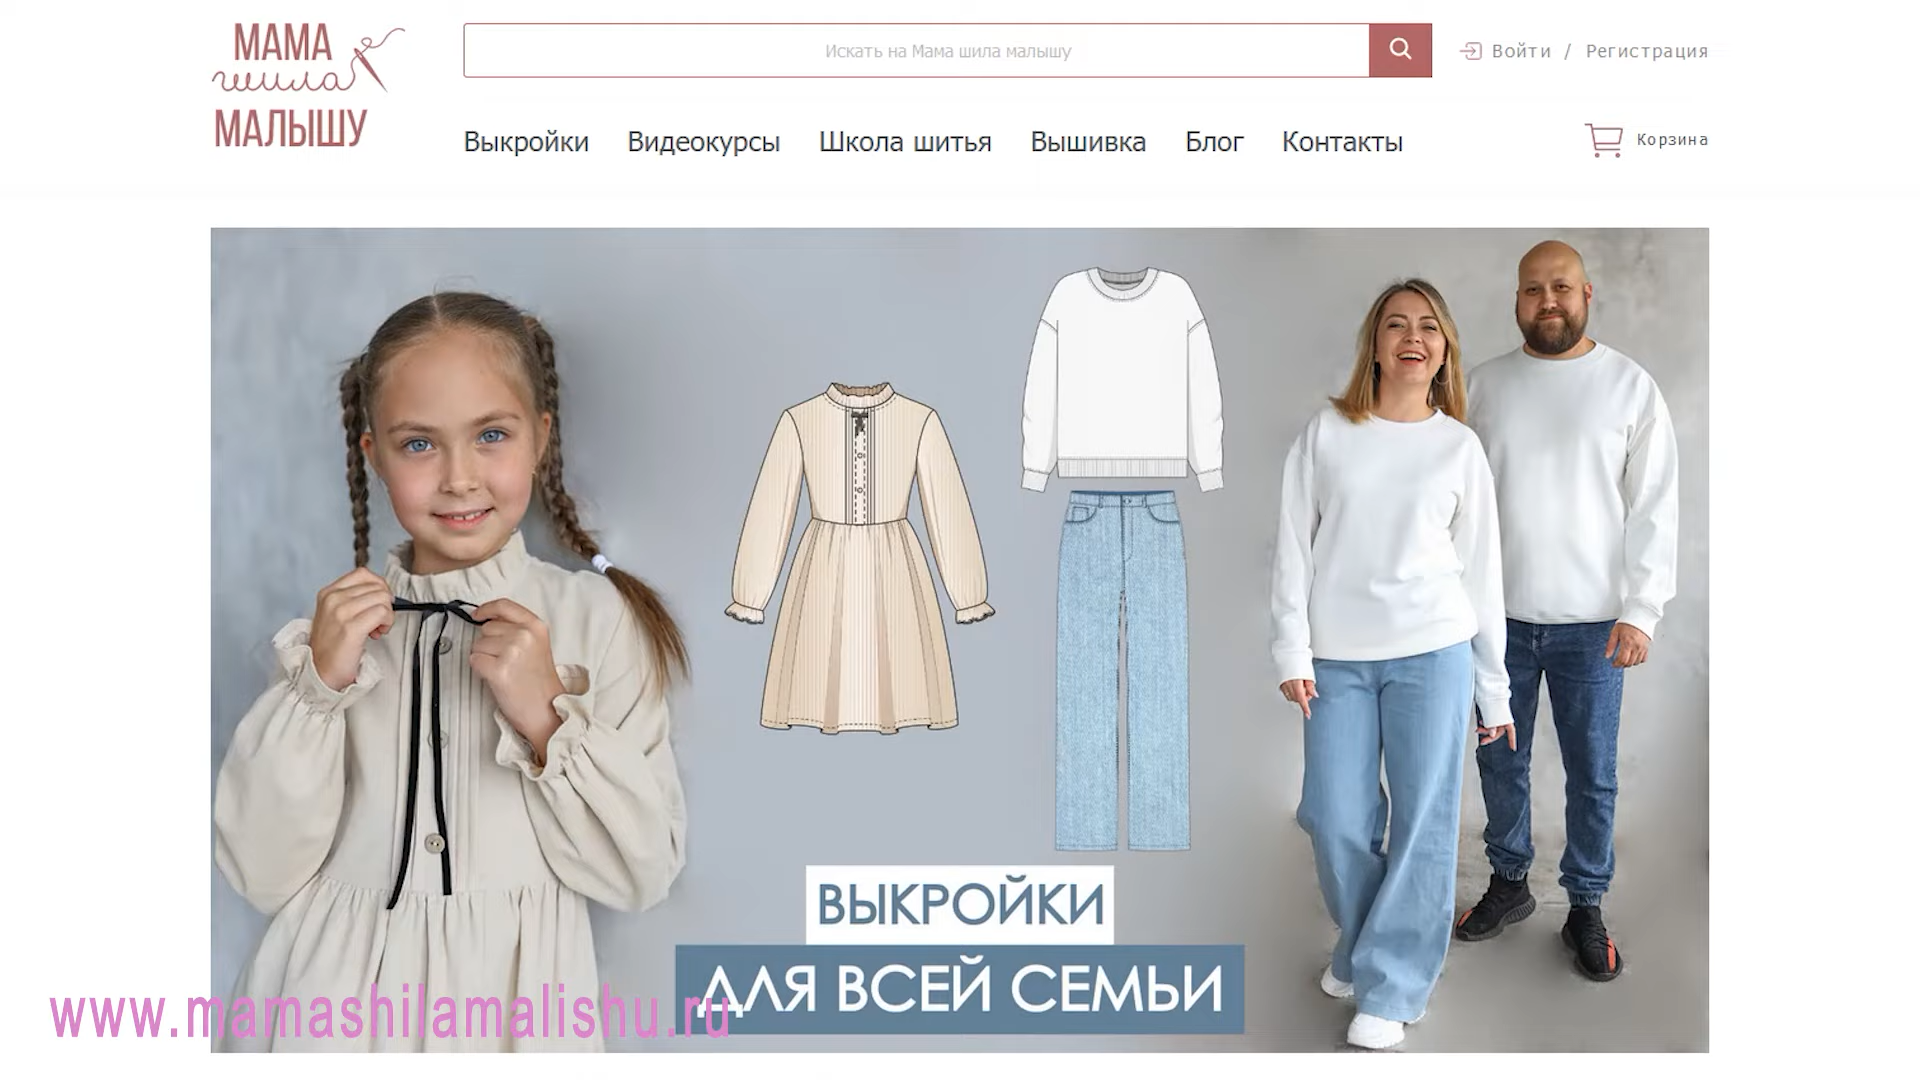 МАМА
шила
МАЛЫШУ
Искать на Мама шила малышу
Войти / Регистрация
Выкройки Видеокурсы Школа шитья Вышивка Блог Контакты
Корзина
ВЫКРОЙКИ
ДЛЯ ВСЕЙ СЕМЬИ
www.mamashilamalishu.ru